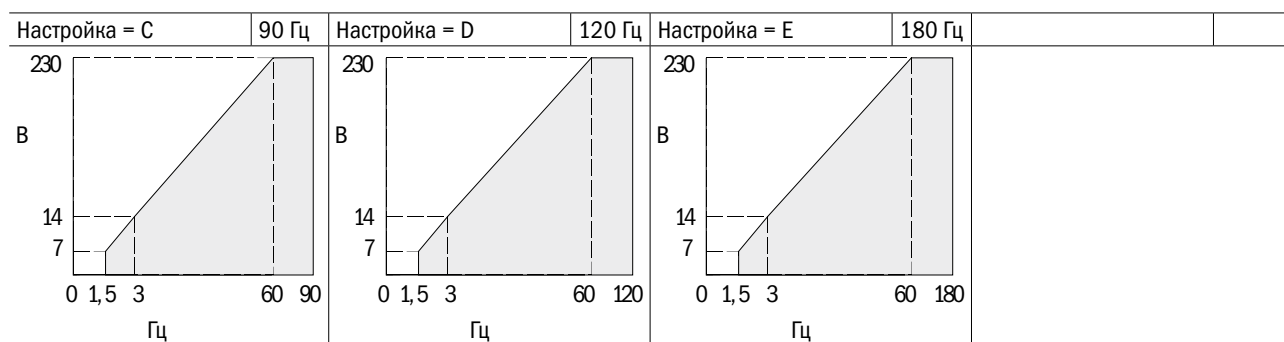 Настройка = C 90 Гц Настройка = D 120 Гц Настройка = E 180 Гц
230 230 230
В В В
14 14 14
7 7 7
0 1,5 3 60 90 0 1,5 3 60 120 0 1,5 3 60 180
Гц Гц Гц